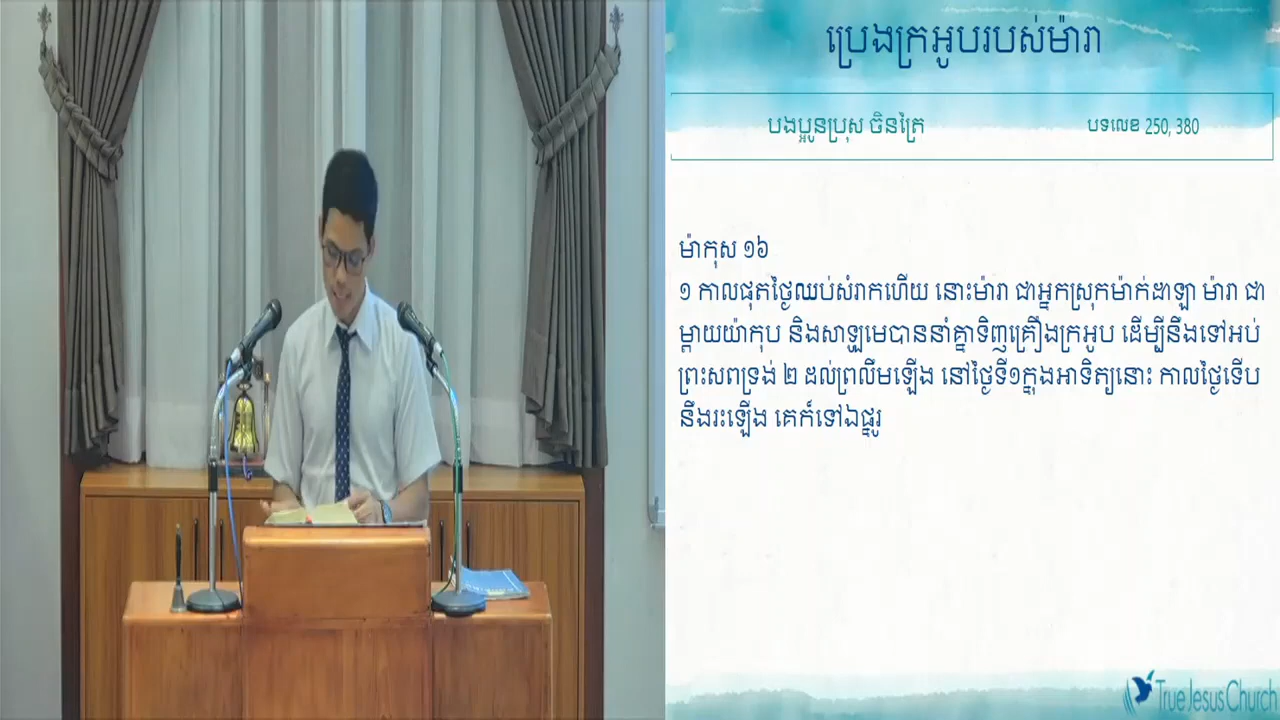 ប្រេងក្រអូបរបស់ម៉ារា
បងប្អូនប្រុស ចិនត្រៃ
បទលេខ 250, 380
ម៉ាកុស ១៦
១ កាលផុតថ្ងៃឈប់សំរាកហើយ នោះម៉ារា ជាអ្នកស្រុកម៉ាក់ដាឡា ម៉ារា ជា
ម្តាយយ៉ាកុប និងសាឡូមេបាននាំគ្នាទិញគ្រឿងក្រអូប ដើម្បីនឹងទៅអប់
ព្រះសពទ្រង់ ២ ដល់ព្រលឹមឡើង នៅថ្ងៃទី១ក្នុងអាទិត្យនោះ កាលថ្ងៃទើប
នឹងរះឡើង គេក៏ទៅឯផ្នូរ
True Jesus Church